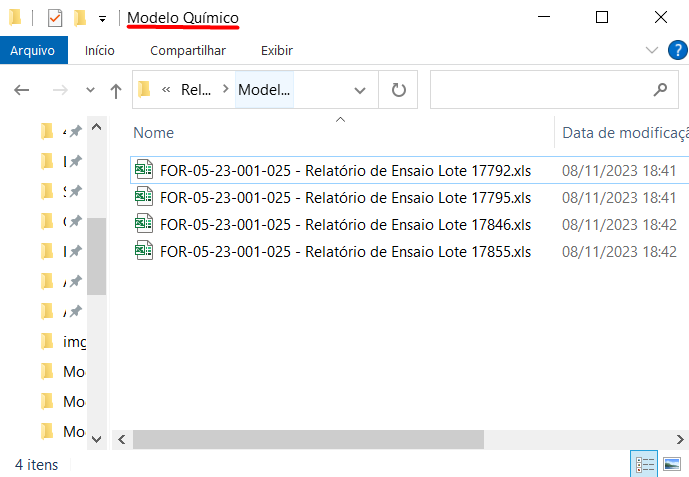 Modelo Químico
Arquivo Início Compartilhar Exibir
Rel... Model...
Nome Data de modificaçã
FOR-05-23-001-025 - Relatório de Ensaio Lote 17792.xls 08/11/2023 18:41
FOR-05-23-001-025 - Relatório de Ensaio Lote 17795.xls 08/11/2023 18:41
FOR-05-23-001-025 - Relatório de Ensaio Lote 17846.xls 08/11/2023 18:42
FOR-05-23-001-025 - Relatório de Ensaio Lote 17855.xls 08/11/2023 18:42
img
Mo
Mo
Mo
4 itens